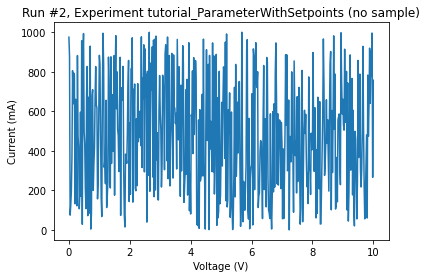 Run #2, Experiment tutorial_ParameterWithSetpoints (no sample)
1000
800
600
400
200
0
Current (mA)
0 2 4 6 8 10
Voltage (V)